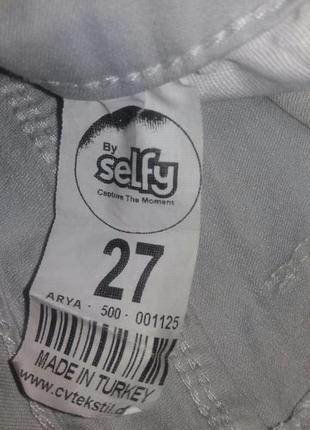 By
selfy
Capture The Moment
27
ARYA - 500 - 001125
MADE IN TURKEY
www.cvtekstil.